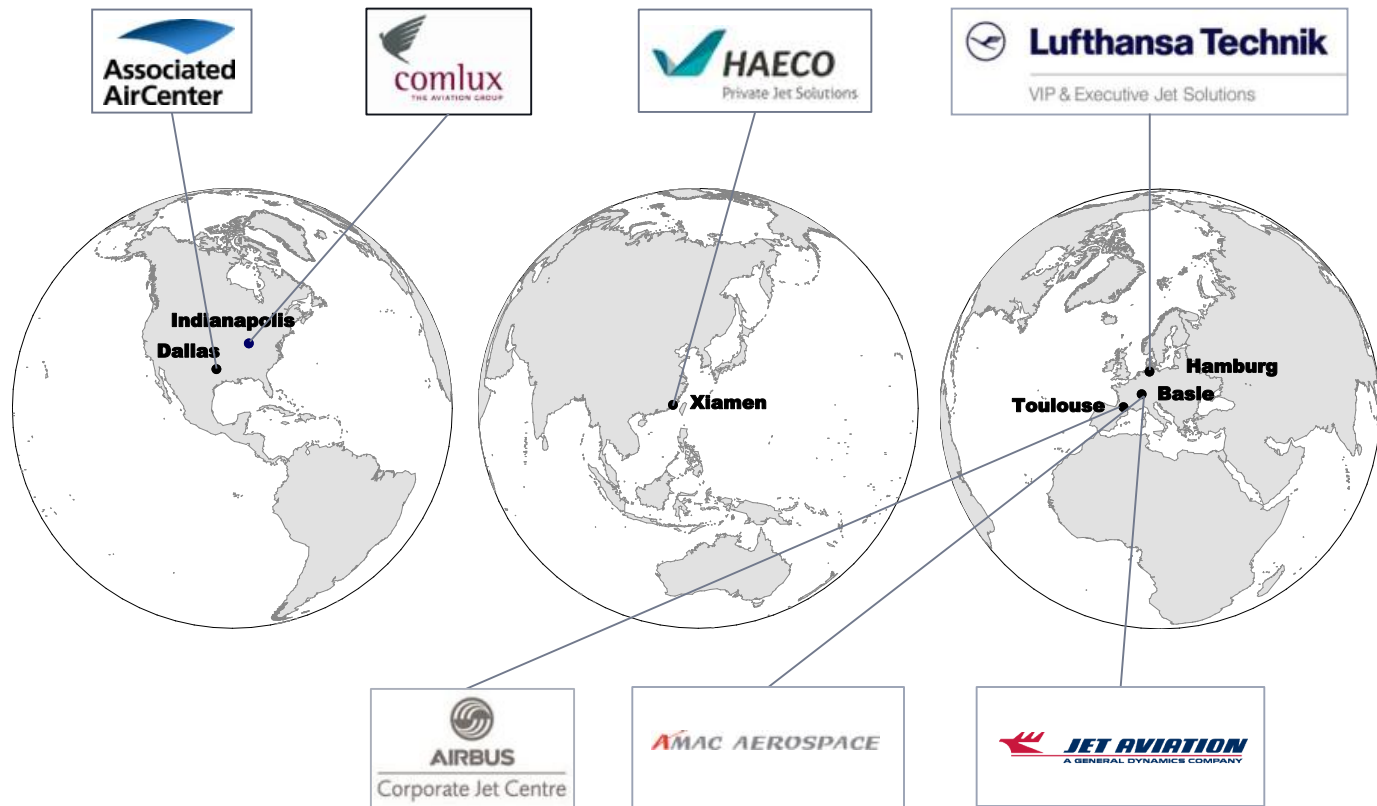 Associated
AirCenter
comlux
THE AVIATION GROUP
HAECO
Private Jet Solutions
Lufthansa Technik
VIP & Executive Jet Solutions
Indianapolis
Dallas
Xiamen
Hamburg
Basle
Toulouse
AIRBUS
Corporate Jet Centre
AMAC AEROSPACE
JET AVIATION
A GENERAL DYNAMICS COMPANY